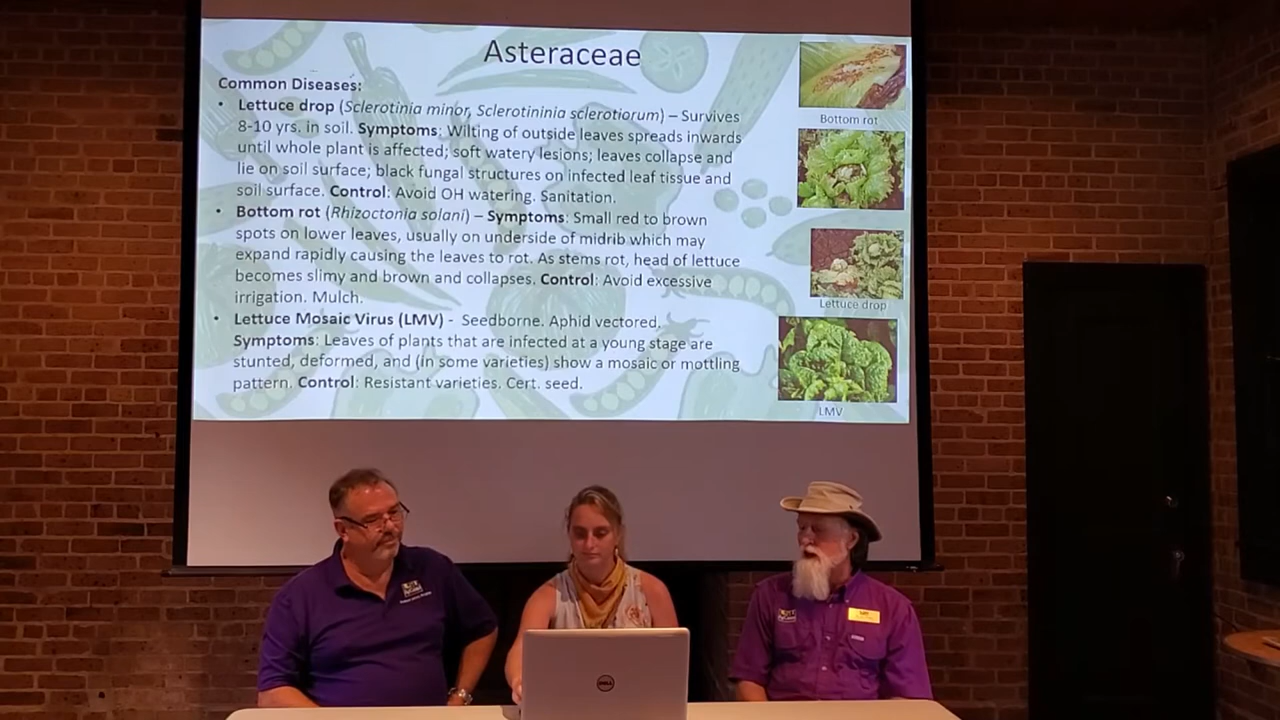 Asteraceae
Common Diseases:
• Lettuce drop (Sclerotinia minor, Sclerotininia sclerotiorum) – Survives
8-10 yrs. in soil. Symptoms: Wilting of outside leaves spreads inwards
until whole plant is affected; soft watery lesions; leaves collapse and
lie on soil surface; black fungal structures on infected leaf tissue and
soil surface. Control: Avoid OH watering. Sanitation.
• Bottom rot (Rhizoctonia solani) – Symptoms: Small red to brown
spots on lower leaves, usually on underside of midrib which may
expand rapidly causing the leaves to rot. As stems rot, head of lettuce
becomes slimy and brown and collapses. Control: Avoid excessive
irrigation. Mulch.
• Lettuce Mosaic Virus (LMV) - Seedborne. Aphid vectored,
Symptoms: Leaves of plants that are infected at a young stage are
stunted, deformed, and (in some varieties) show a mosaic or mottling
pattern. Control: Resistant varieties. Cert. seed.
Bottom rot
Lettuce drop
LMV
DELL